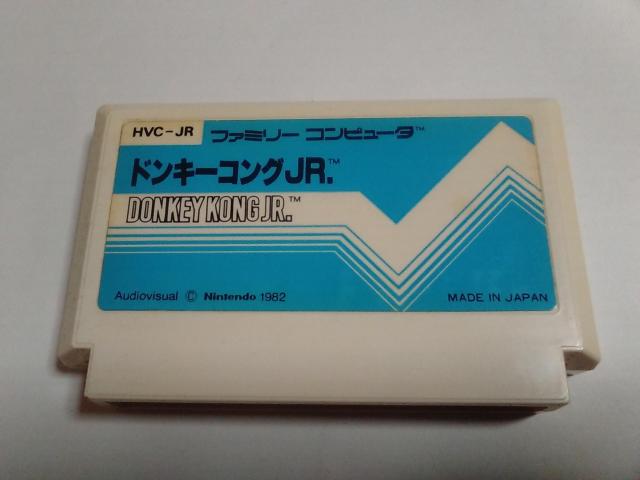 HVC-JR ファミリー コンピュータ™
ドンキーコングJR.™
DONKEY KONG JR.™
Audiovisual © Nintendo 1982 MADE IN JAPAN